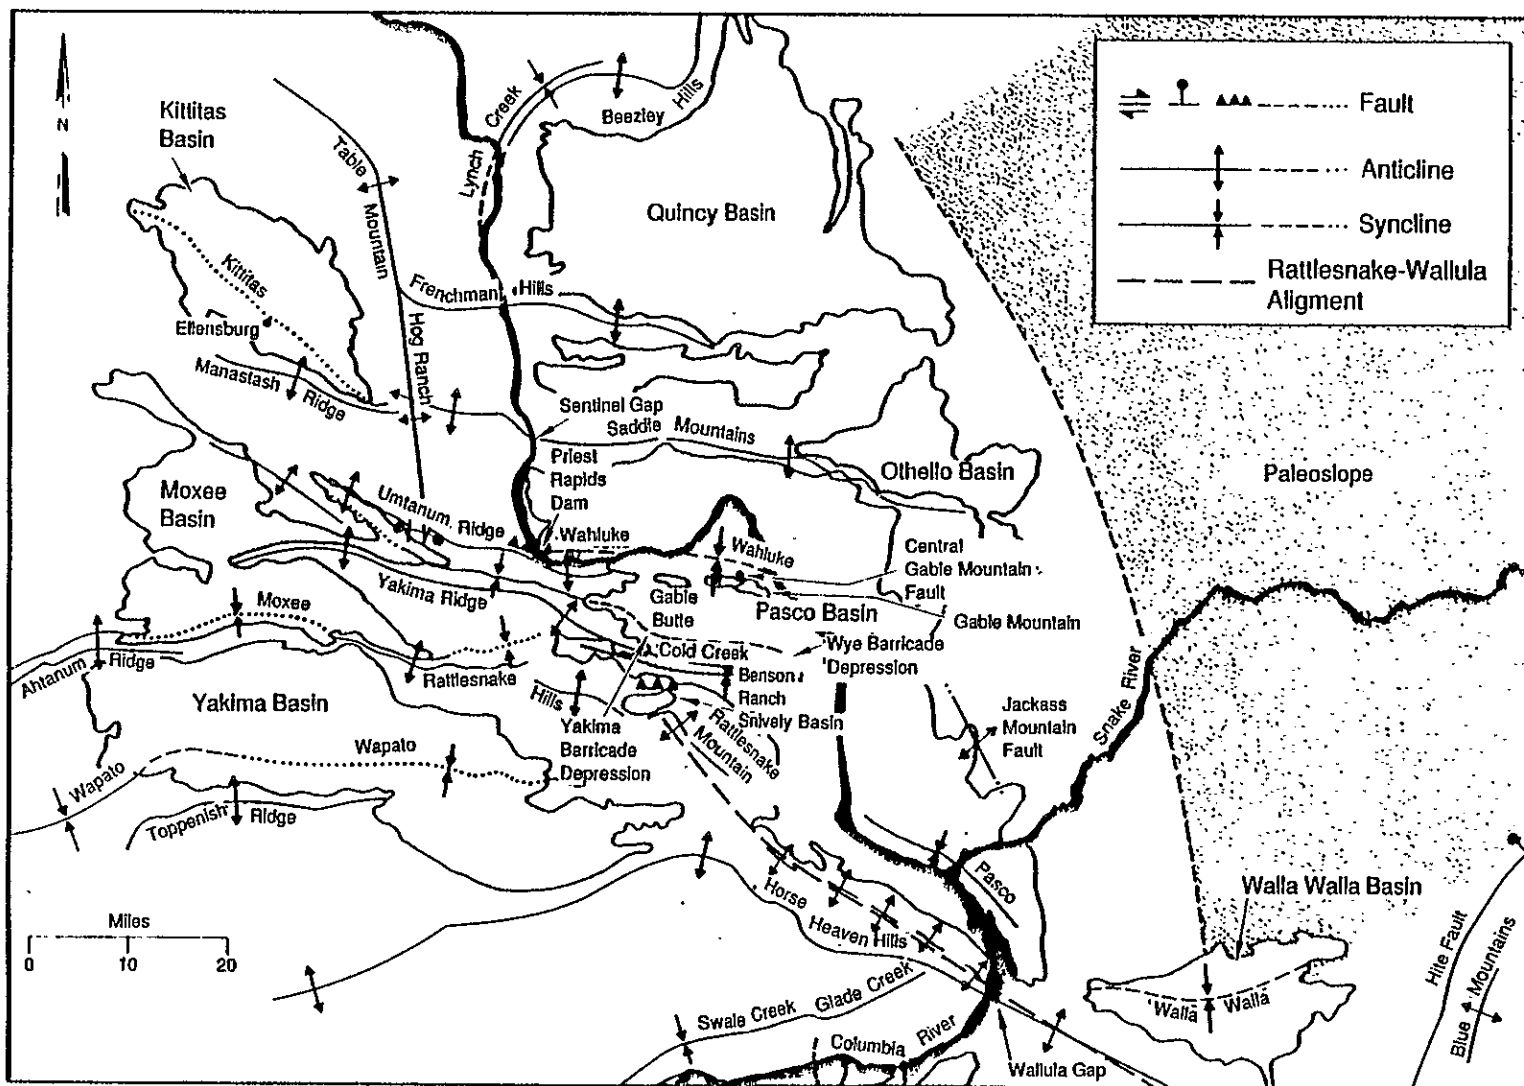 Fault
Anticline
Syncline
Rattlesnake-Wallula
Aligment
N
Kittitas
Basin
Table
Mountain
Lynch
Creek
Beezley
Hills
Quincy Basin
Kittitas
Ellensburg
Manastash
Ridge
Hog Ranch
Frenchman
Hills
Sentinel Gap
Saddle
Mountains
Priest
Rapids
Dam
Othello Basin
Paleoslope
Moxee
Basin
Umtanum
Ridge
Wahluke
Wahluke
Central
Gable Mountain
Fault
Yakima Ridge
Gable
Butte
Pasco Basin
Gable Mountain
Moxee
Ahtanum
Ridge
Rattlesnake
Hills
Cold Creek
Wye Barricade
Depression
Benson
Ranch
Snively Basin
Yakima Basin
Yakima
Barricade
Depression
Rattlesnake
Mountain
Jackass
Mountain
Fault
Snake River
Wapato
Wapato
Toppenish
Ridge
Miles
0 10 20
Horse
Heaven Hills
Pasco
Walla Walla Basin
Walla
Walla
Hite Fault
Blue Mountains
Swale Creek
Glade Creek
Columbia
River
Wallula Gap